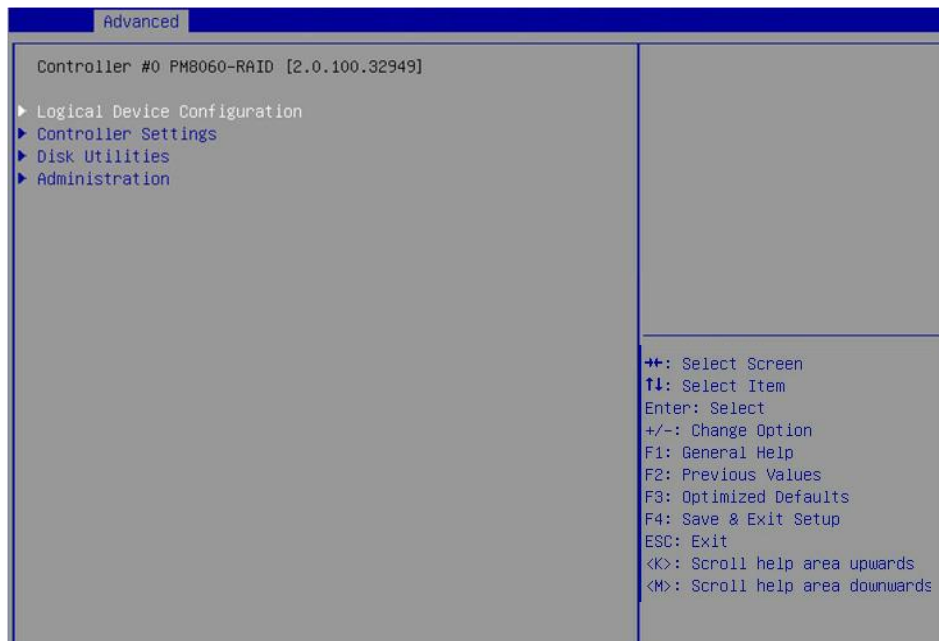 Advanced
Controller #0 PM8060-RAID [2.0.100.32949]
Logical Device Configuration
Controller Settings
Disk Utilities
Administration
→←: Select Screen
↑↓: Select Item
Enter: Select
+/-: Change Option
F1: General Help
F2: Previous Values
F3: Optimized Defaults
F4: Save & Exit Setup
ESC: Exit
<K>: Scroll help area upwards
<M>: Scroll help area downwards